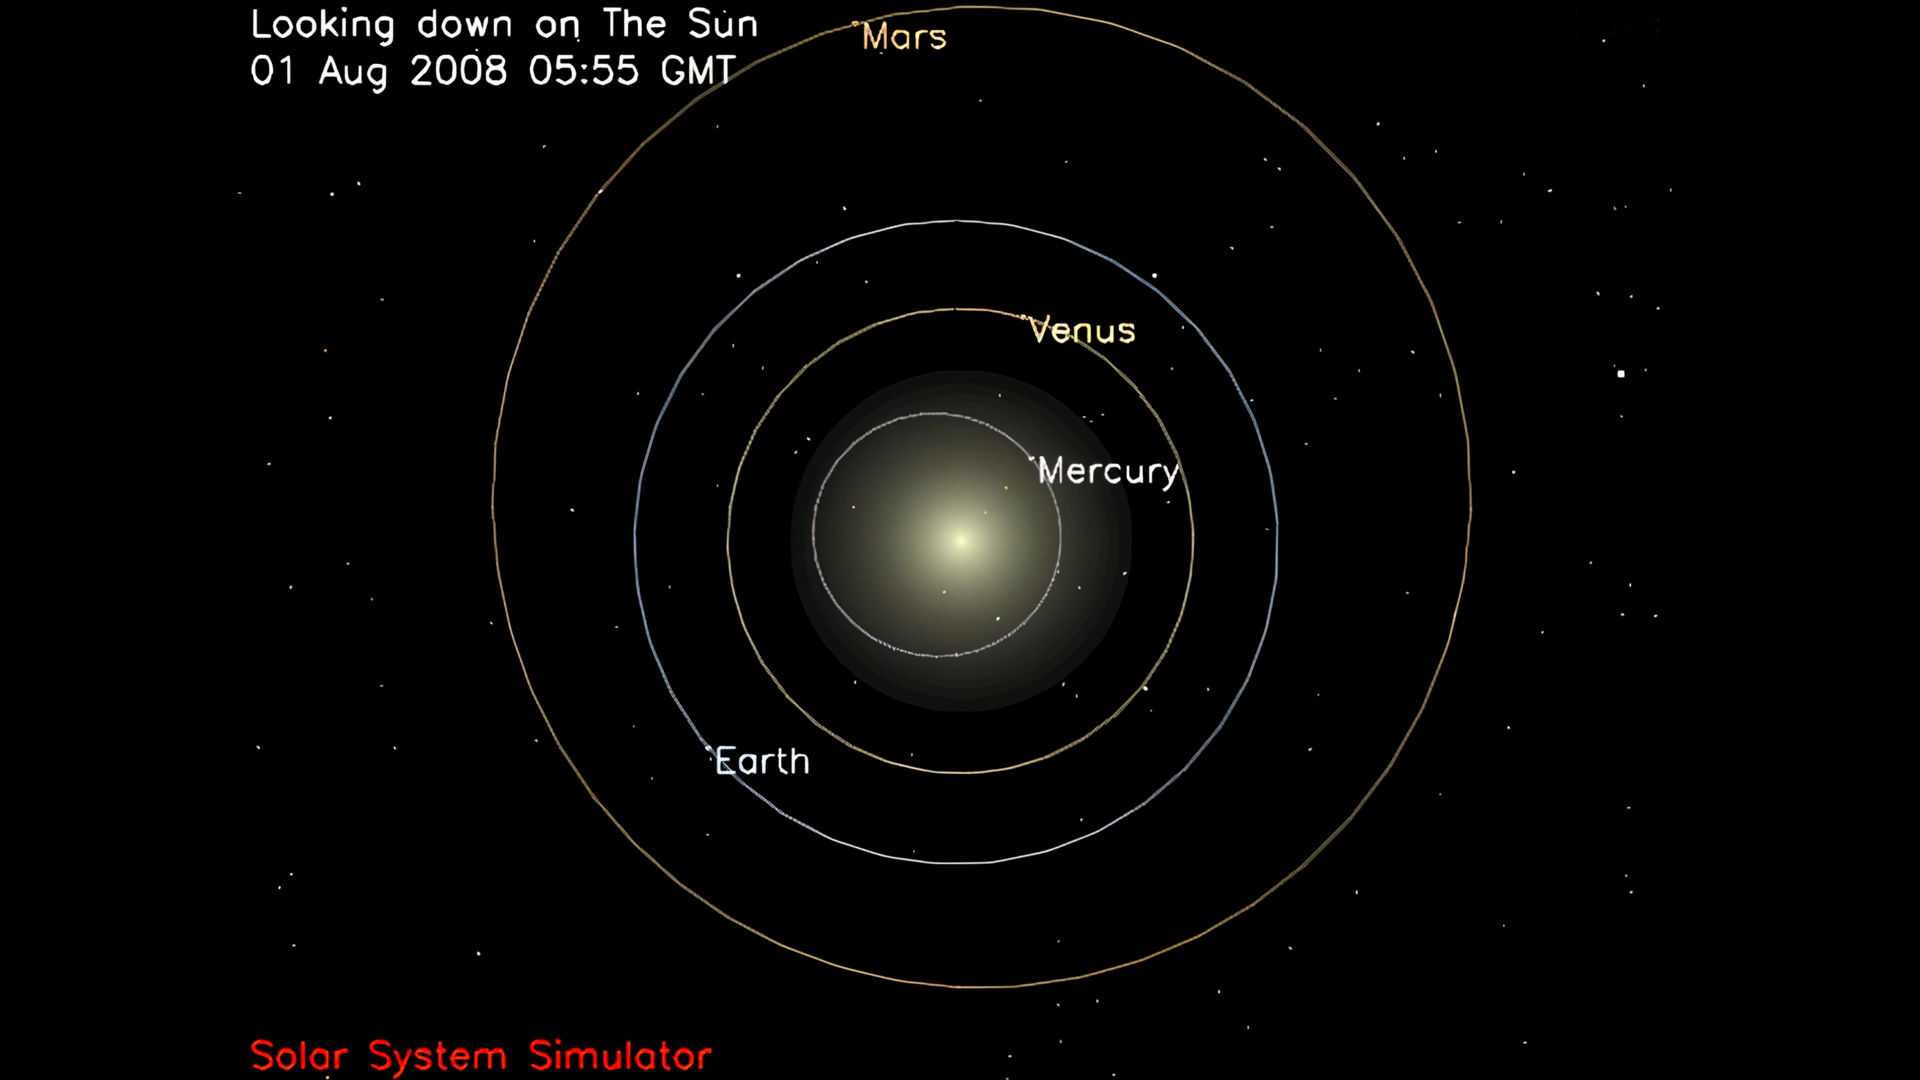 Looking down on The Sun
01 Aug 2008 05:55 GMT
Mars
Venus
Mercury
Earth
Solar System Simulator